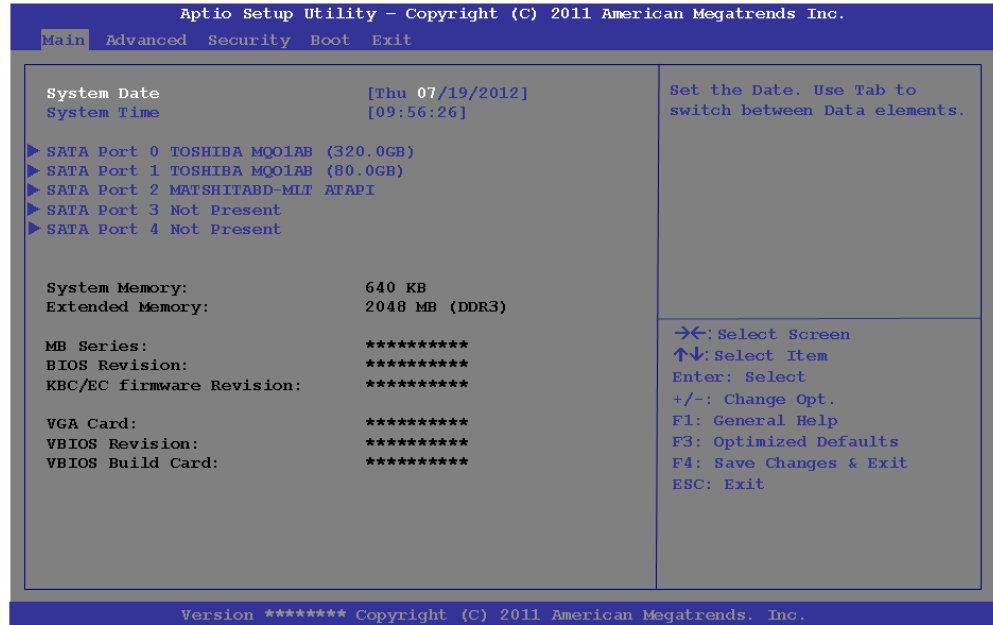 Aptio Setup Utility – Copyright (C) 2011 American Megatrends Inc.
Main Advanced Security Boot Exit
System Date [Thu 07/19/2012]
System Time [09:56:26]
▶ SATA Port 0 TOSHIBA MQO1AB (320.0GB)
▶ SATA Port 1 TOSHIBA MQO1AB (80.0GB)
▶ SATA Port 2 MATSHITABD-MLT ATAPI
▶ SATA Port 3 Not Present
▶ SATA Port 4 Not Present
System Memory: 640 KB
Extended Memory: 2048 MB (DDR3)
MB Series: **********
BIOS Revision: **********
KBC/EC firmware Revision: **********
VGA Card: **********
VBIOS Revision: **********
VBIOS Build Card: **********
Set the Date. Use Tab to
switch between Data elements.
→←: Select Screen
↑↓: Select Item
Enter: Select
+/-: Change Opt.
F1: General Help
F3: Optimized Defaults
F4: Save Changes & Exit
ESC: Exit
Version ******** Copyright (C) 2011 American Megatrends. Inc.